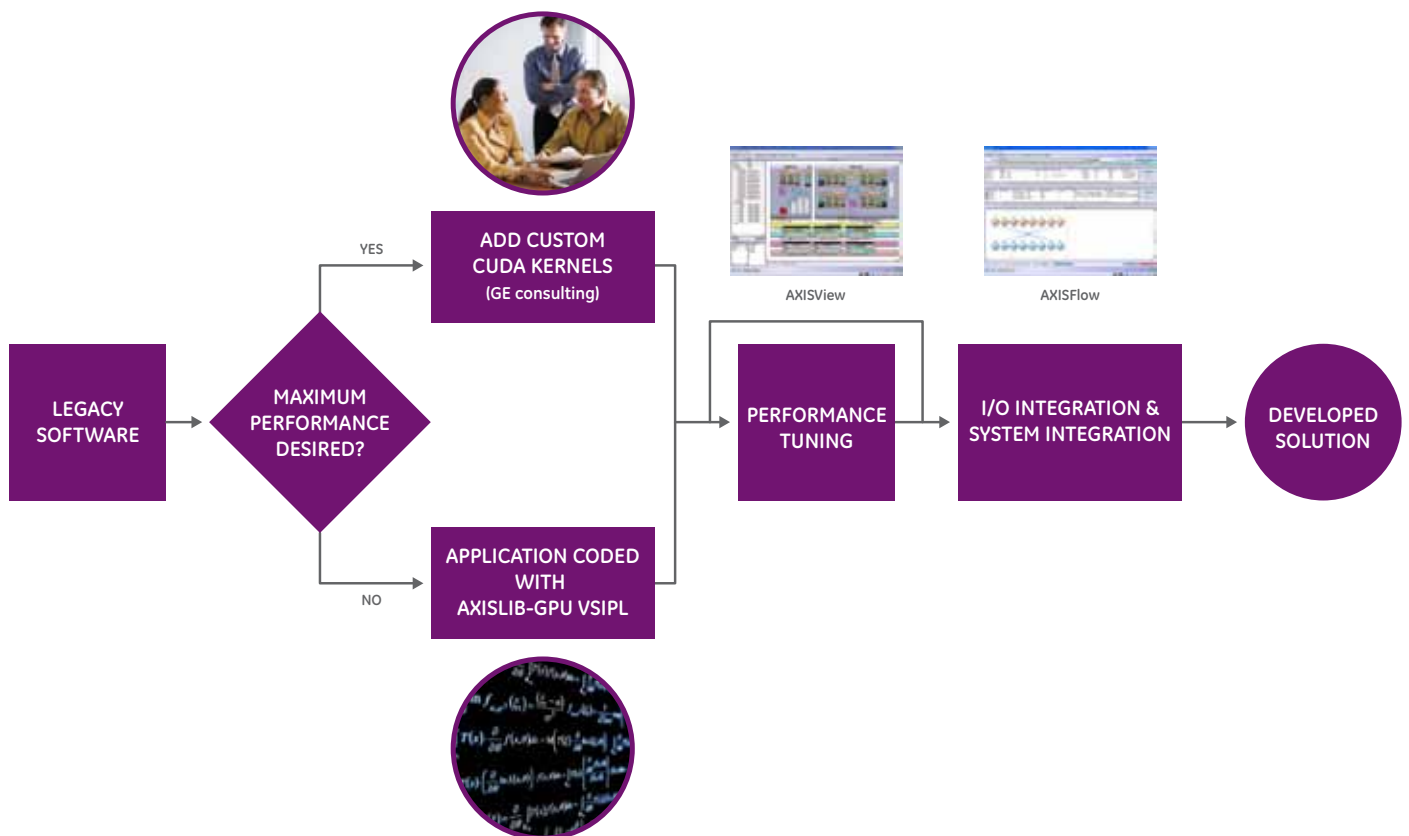 YES
ADD CUSTOM
CUDA KERNELS
(GE consulting)
AXISView
AXISFlow
LEGACY
SOFTWARE
MAXIMUM
PERFORMANCE
DESIRED?
PERFORMANCE
TUNING
I/O INTEGRATION &
SYSTEM INTEGRATION
DEVELOPED
SOLUTION
NO
APPLICATION CODED
WITH
AXISLIB-GPU VSIPL